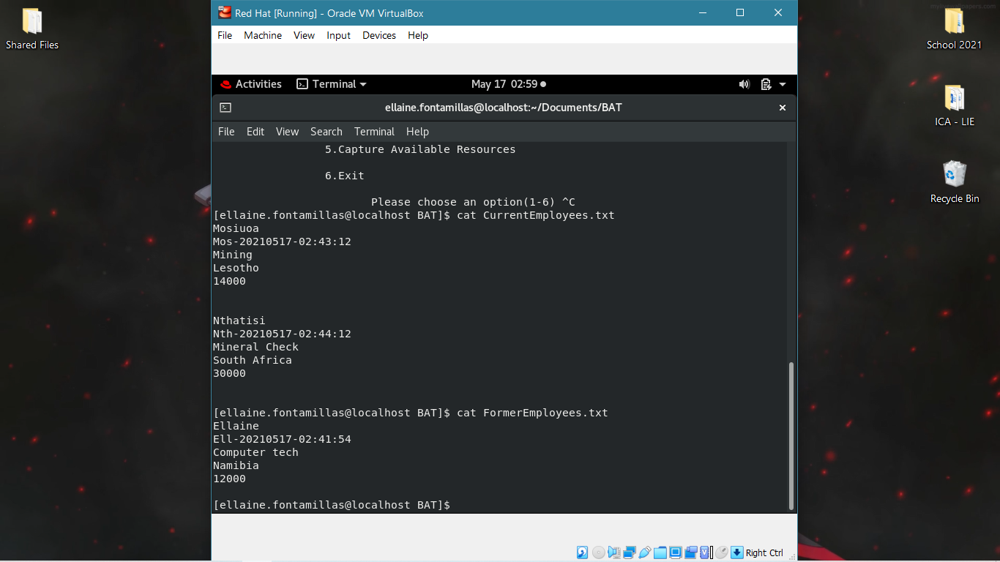 Shared Files
Red Hat [Running] - Oracle VM VirtualBox
File Machine View Input Devices Help
School 2021
Activities Terminal May 17 02:59
ellaine.fontamillas@localhost:~/Documents/BAT
ICA - LIE
File Edit View Search Terminal Help
5.Capture Available Resources
6.Exit
Recycle Bin
Please choose an option(1-6) ^C
[ellaine.fontamillas@localhost BAT]$ cat CurrentEmployees.txt
Mosiuoa
Mos-20210517-02:43:12
Mining
Lesotho
14000
Nthatisi
Nth-20210517-02:44:12
Mineral Check
South Africa
30000
[ellaine.fontamillas@localhost BAT]$ cat FormerEmployees.txt
Ellaine
Ell-20210517-02:41:54
Computer tech
Namibia
12000
[ellaine.fontamillas@localhost BAT]$
Right Ctrl